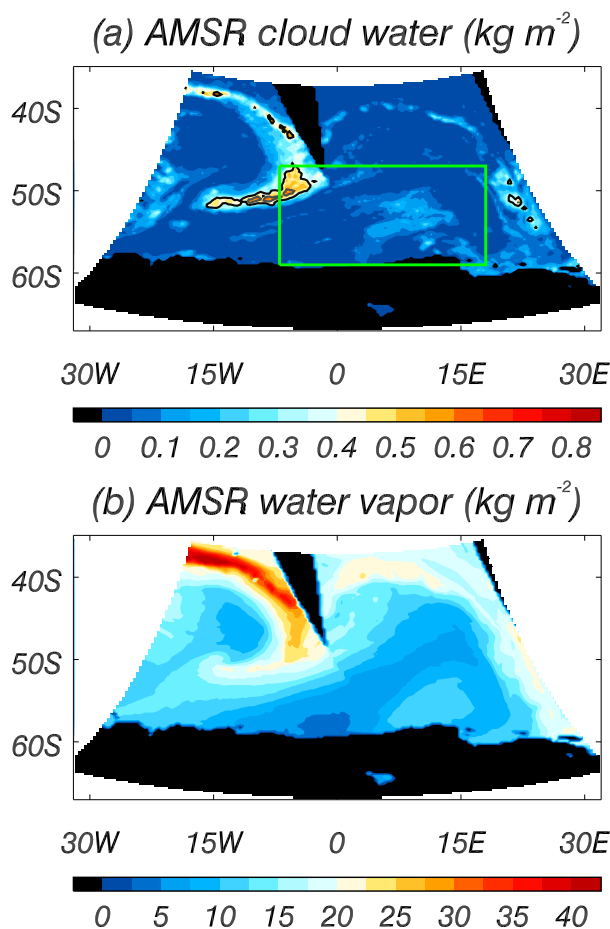 (a) AMSR cloud water (kg m⁻²)
40S
50S
60S
30W 15W 0 15E 30E
0 0.1 0.2 0.3 0.4 0.5 0.6 0.7 0.8
(b) AMSR water vapor (kg m⁻²)
40S
50S
60S
30W 15W 0 15E 30E
0 5 10 15 20 25 30 35 40